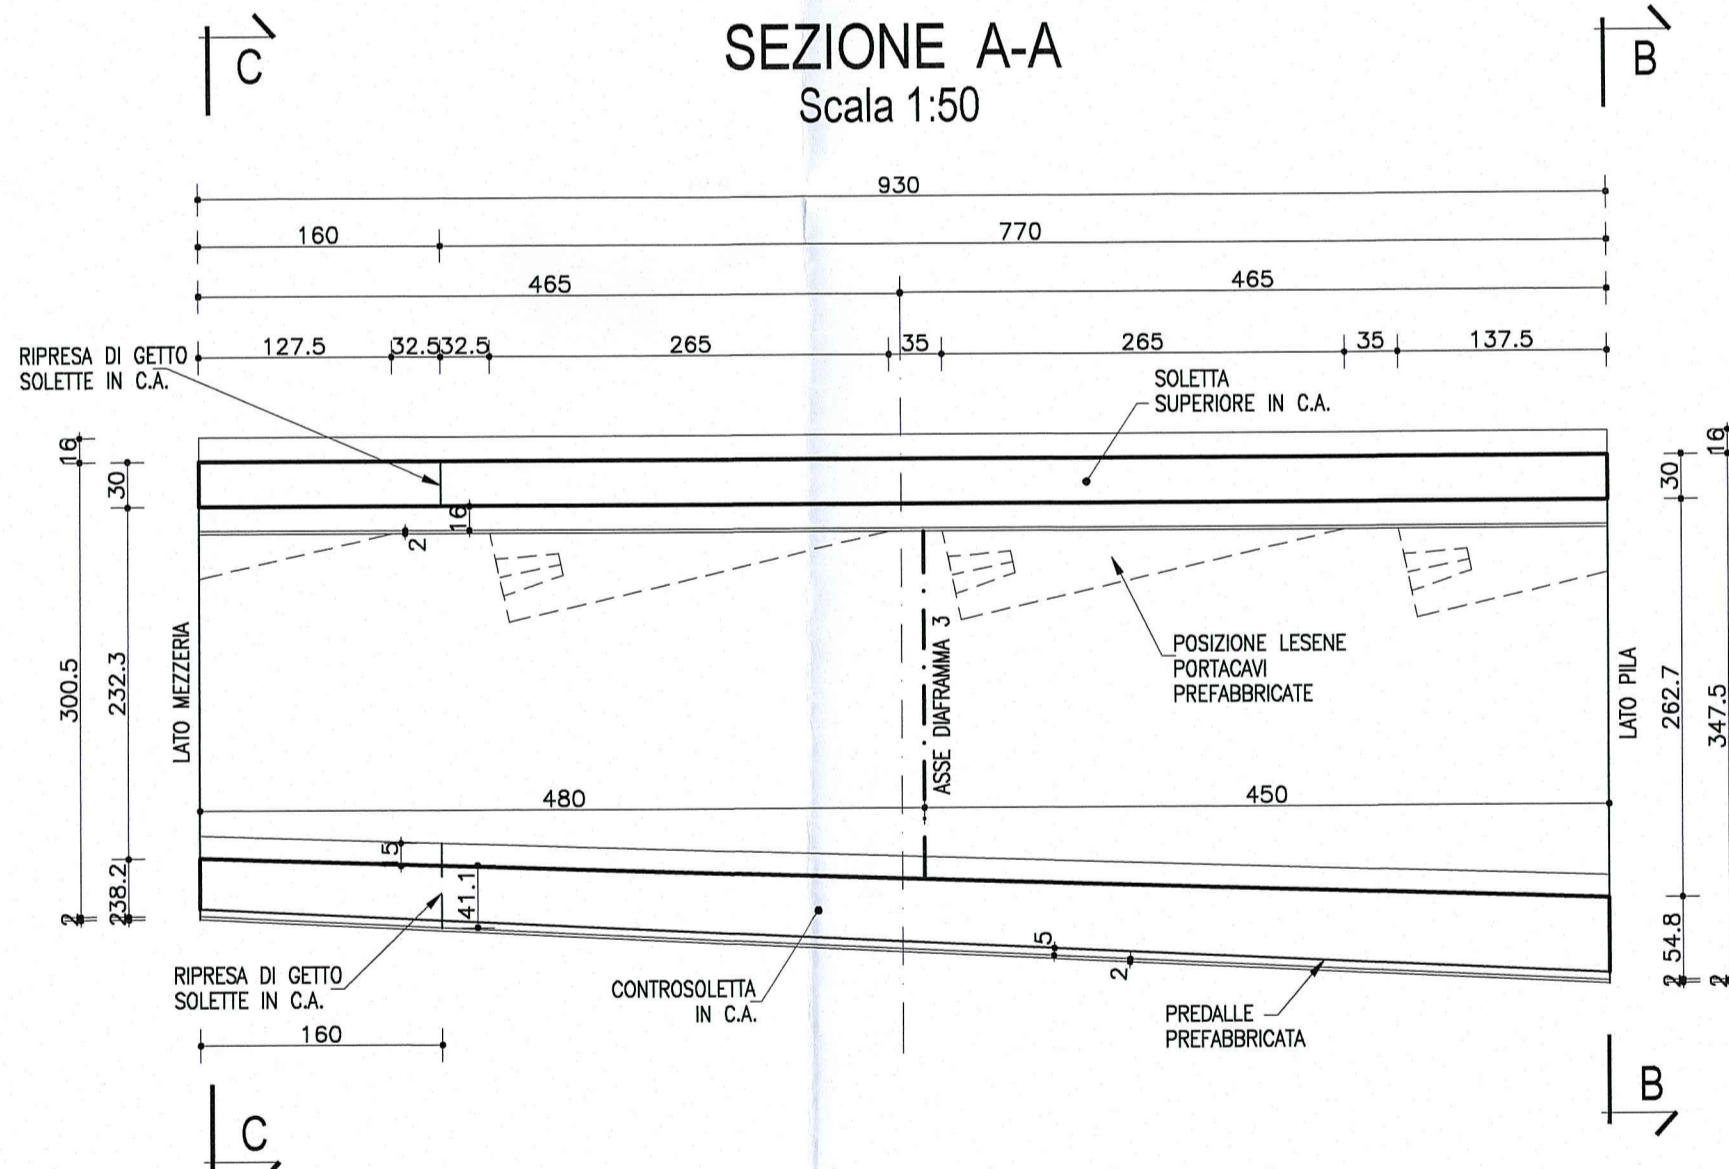 C
SEZIONE A-A
B
Scala 1:50
930
160
770
465
465
127.5
32.5
32.5
265
35
265
35
137.5
RIPRESA DI GETTO
SOLETTE IN C.A.
SOLETTA
SUPERIORE IN C.A.
16
30
16
2
30
16
300.5
232.3
LATO MEZZERIA
ASSE DIAFRAMMA 3
POSIZIONE LESENE
PORTACAVI
PREFABBRICATE
LATO PILA
262.7
347.5
480
450
15
41.1
2
2
38.2
5
2
54.8
2
2
RIPRESA DI GETTO
SOLETTE IN C.A.
CONTROSOLETTA
IN C.A.
PREDALLE
PREFABBRICATA
160
C
B